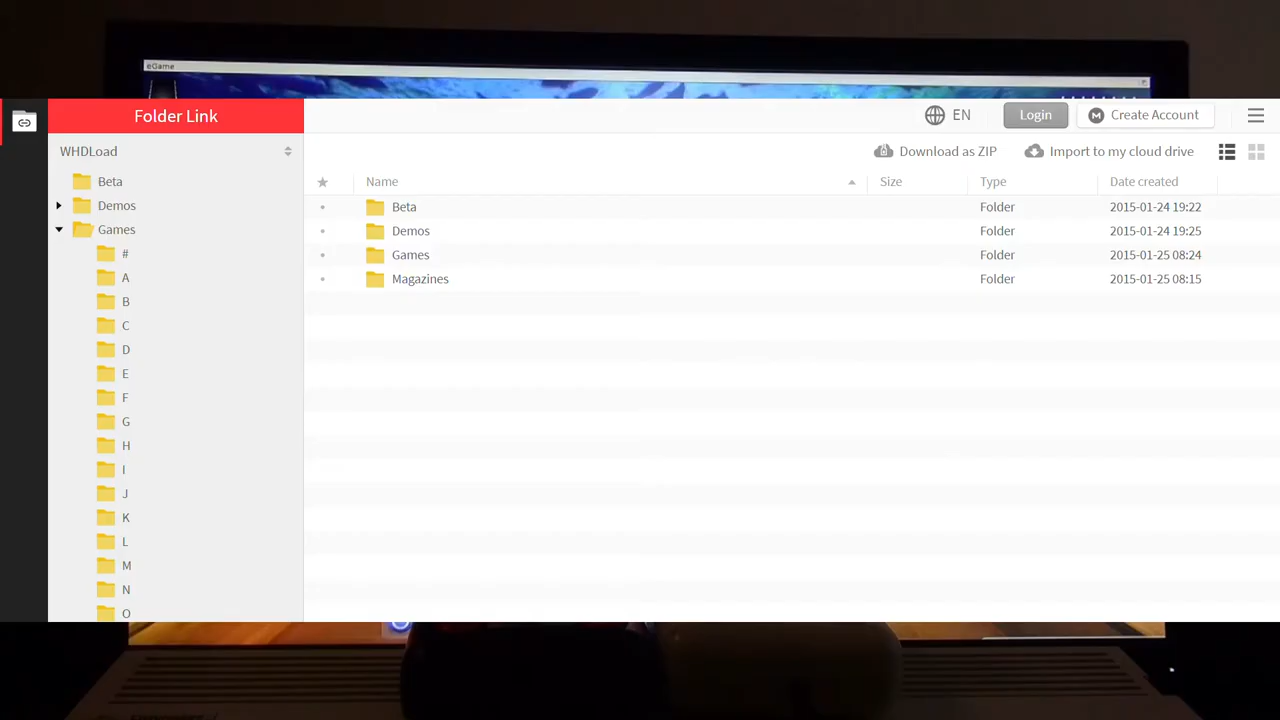 eGame
Folder Link
EN
Login
Create Account
WHDLoad
Download as ZIP
Import to my cloud drive
Beta
Demos
Games
#
A
B
C
D
E
F
G
H
I
J
K
L
M
N
O
Name Size Type Date created
Beta Folder 2015-01-24 19:22
Demos Folder 2015-01-24 19:25
Games Folder 2015-01-25 08:24
Magazines Folder 2015-01-25 08:15